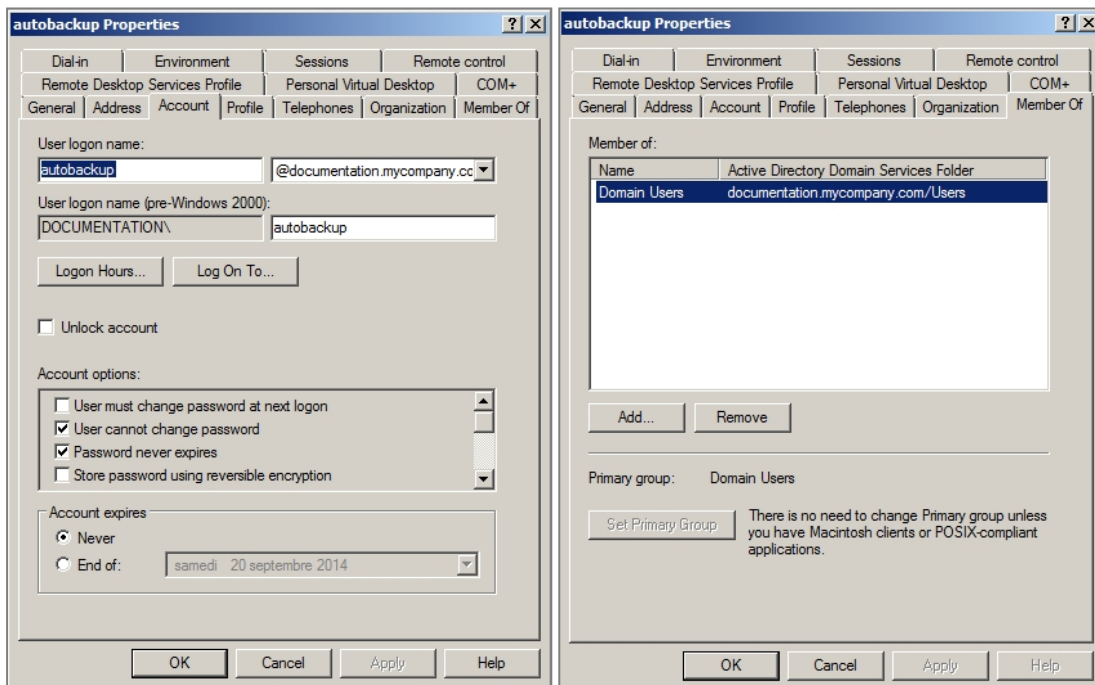 autobackup Properties
Dial-in Environment Sessions Remote control
Remote Desktop Services Profile Personal Virtual Desktop COM+
General Address Account Profile Telephones Organization Member Of
User logon name:
autobackup @documentation.mycompany.cc
User logon name (pre-Windows 2000):
DOCUMENTATION\ autobackup
Logon Hours... Log On To...
Unlock account
Account options:
User must change password at next logon
User cannot change password
Password never expires
Store password using reversible encryption
Account expires
Never
End of: samedi 20 septembre 2014
OK Cancel Apply Help
autobackup Properties
Dial-in Environment Sessions Remote control
Remote Desktop Services Profile Personal Virtual Desktop COM+
General Address Account Profile Telephones Organization Member Of
Member of:
Name Active Directory Domain Services Folder
Domain Users documentation.mycompany.com/Users
Add... Remove
Primary group: Domain Users
Set Primary Group
There is no need to change Primary group unless
you have Macintosh clients or POSIX-compliant
applications.
OK Cancel Apply Help